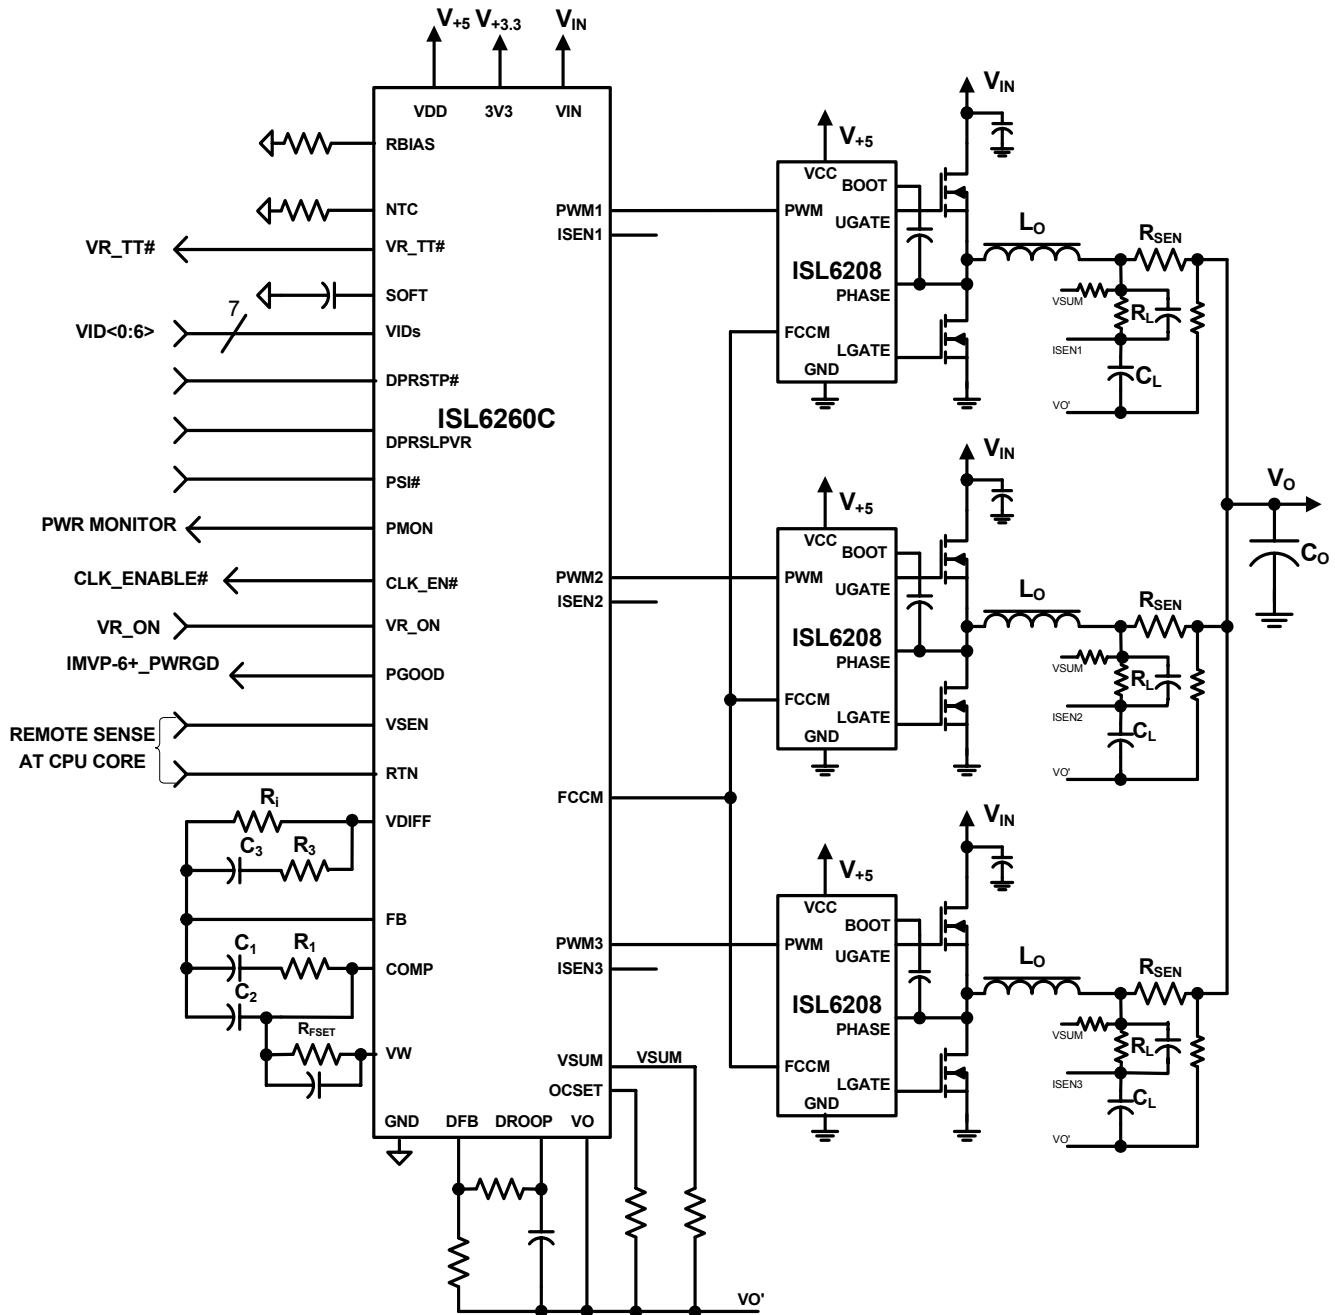 V+5 V+3.3 VIN
VDD 3V3 VIN
RBIAS
NTC
VR_TT# VR_TT#
SOFT
7
VID<0:6> VIDs
DPRSTP#
ISL6260C
DPRSLPVR
PSI#
PWR MONITOR PMON
CLK_ENABLE# CLK_EN#
VR_ON VR_ON
IMVP-6+_PWRGD PGOOD
REMOTE SENSE
AT CPU CORE
VSEN
RTN
Ri
VDIFF
C3 R3
FB
C1 R1
COMP
C2
RFSET
VW
GND DFB DROOP VO
PWM1
ISEN1
PWM2
ISEN2
FCCM
PWM3
ISEN3
VSUM VSUM
OCSET
VO'
VIN
V+5
VCC
BOOT
PWM
UGATE
ISL6208
PHASE
FCCM
LGATE
GND
LO RSEN
VSUM
RL
ISEN1
CL
VO'
VIN
V+5
VCC
BOOT
PWM
UGATE
ISL6208
PHASE
FCCM
LGATE
GND
LO RSEN
VSUM
RL
ISEN2
CL
VO'
VO
CO
VIN
V+5
VCC
BOOT
PWM
UGATE
ISL6208
PHASE
FCCM
LGATE
GND
LO RSEN
VSUM
RL
ISEN3
CL
VO'